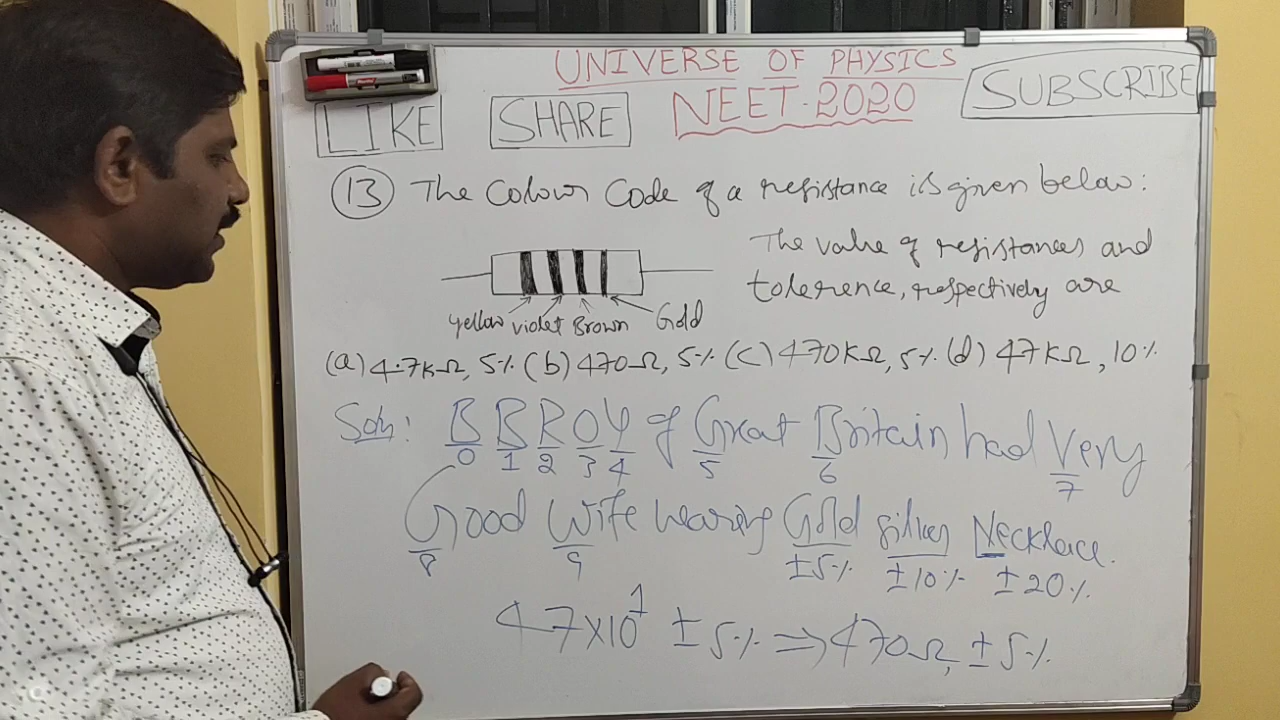 UNIVERSE OF PHYSICS
LIKE SHARE NEET-2020 SUBSCRIBE
13 The Colour Code of a resistance is given below:
The value of resistances and
tolerence, respectively are
Yellow violet Brown Gold
(a) 4.7KΩ, 5% (b) 470Ω, 5% (c) 470KΩ, 5% (d) 47KΩ, 10%
Soln: B B R O Y of Great Britain had Very
0 1 2 3 4 5 6 7
Good Wife wearing Gold silver Necklace.
8 9 ±5% ±10% ±20%
47×10¹ ±5% ⇒ 470Ω, ±5%